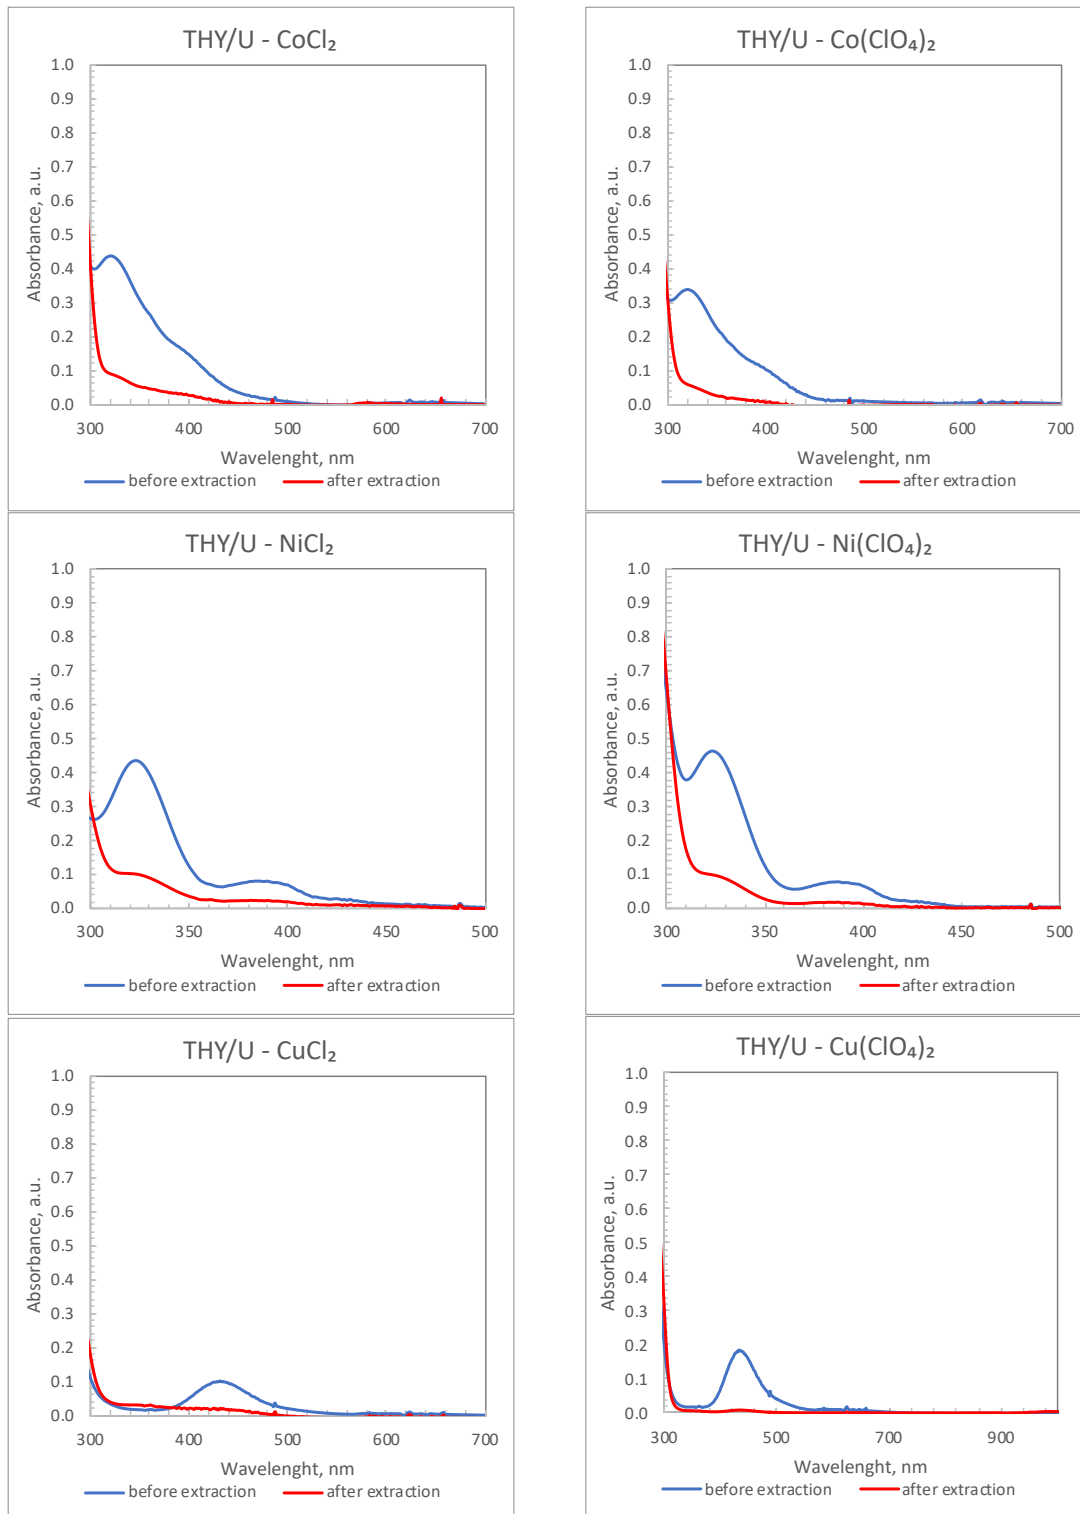 THY/U - CoCl₂
Absorbance, a.u.
1.0
0.9
0.8
0.7
0.6
0.5
0.4
0.3
0.2
0.1
0.0
300 400 500 600 700
Wavelenght, nm
before extraction after extraction
THY/U - Co(ClO₄)₂
Absorbance, a.u.
1.0
0.9
0.8
0.7
0.6
0.5
0.4
0.3
0.2
0.1
0.0
300 400 500 600 700
Wavelenght, nm
before extraction after extraction
THY/U - NiCl₂
Absorbance, a.u.
1.0
0.9
0.8
0.7
0.6
0.5
0.4
0.3
0.2
0.1
0.0
300 350 400 450 500
Wavelenght, nm
before extraction after extraction
THY/U - Ni(ClO₄)₂
Absorbance, a.u.
1.0
0.9
0.8
0.7
0.6
0.5
0.4
0.3
0.2
0.1
0.0
300 350 400 450 500
Wavelenght, nm
before extraction after extraction
THY/U - CuCl₂
Absorbance, a.u.
1.0
0.9
0.8
0.7
0.6
0.5
0.4
0.3
0.2
0.1
0.0
300 400 500 600 700
Wavelenght, nm
before extraction after extraction
THY/U - Cu(ClO₄)₂
Absorbance, a.u.
1.0
0.9
0.8
0.7
0.6
0.5
0.4
0.3
0.2
0.1
0.0
300 500 700 900
Wavelenght, nm
before extraction after extraction